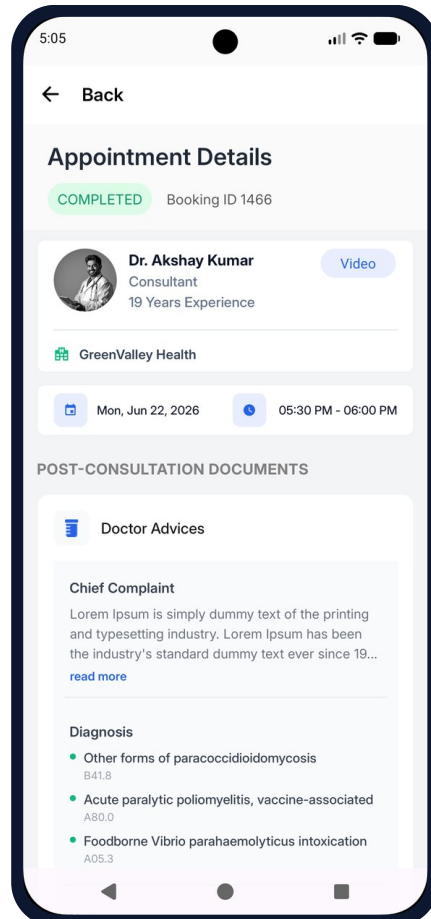 5:05
Back
Appointment Details
COMPLETED Booking ID 1466
Dr. Akshay Kumar
Video
Consultant
19 Years Experience
GreenValley Health
Mon, Jun 22, 2026 05:30 PM - 06:00 PM
POST-CONSULTATION DOCUMENTS
Doctor Advices
Chief Complaint
Lorem Ipsum is simply dummy text of the printing
and typesetting industry. Lorem Ipsum has been
the industry's standard dummy text ever since 19...
read more
Diagnosis
Other forms of paracoccidioidomycosis
B41.8
Acute paralytic poliomyelitis, vaccine-associated
A80.0
Foodborne Vibrio parahaemolyticus intoxication
A05.3